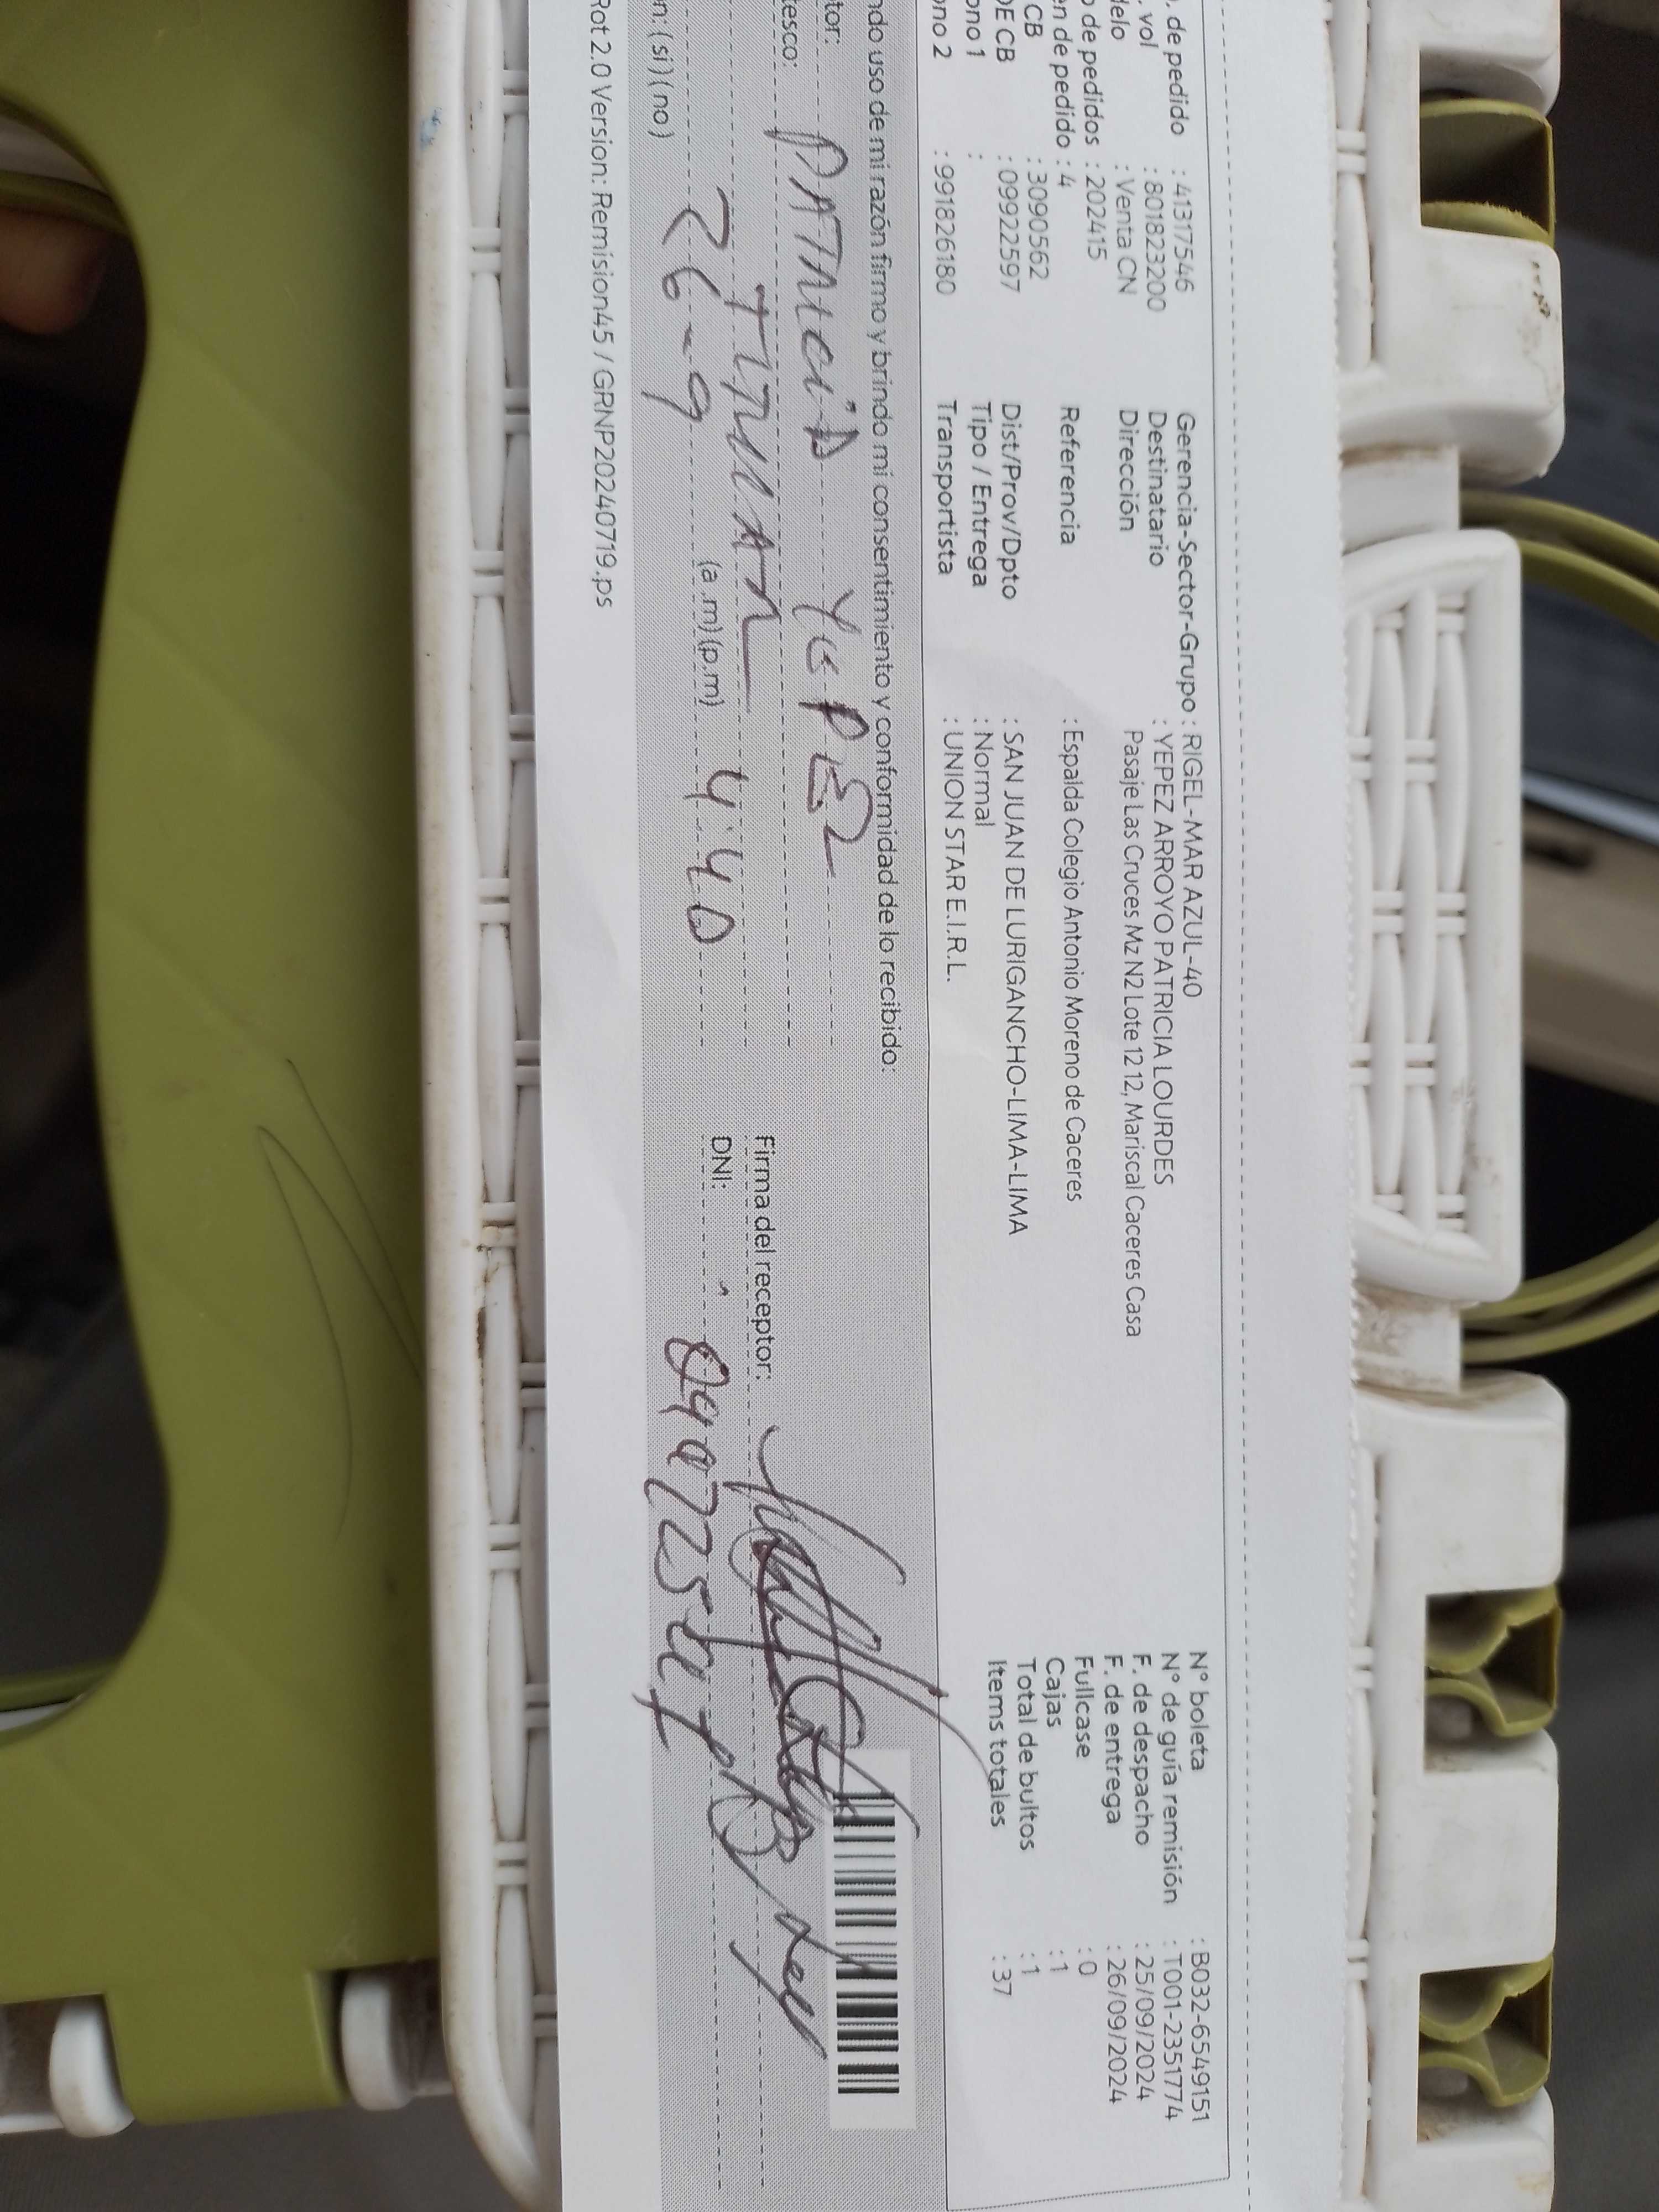 . de pedido : 41317546
. vol : 801823200
delo : Venta CN
o de pedidos : 202415
en de pedido : 4
CB : 3090562
DE CB : 09922597
ono 1 :
ono 2 : 991826180
Gerencia-Sector-Grupo : RIGEL-MAR AZUL-40
Destinatario : YEPEZ ARROYO PATRICIA LOURDES
Dirección Pasaje Las Cruces Mz N2 Lote 12 12, Mariscal Caceres Casa
Referencia : Espalda Colegio Antonio Moreno de Caceres
Dist/Prov/Dpto : SAN JUAN DE LURIGANCHO-LIMA-LIMA
Tipo / Entrega : Normal
Transportista : UNION STAR E.I.R.L.
N° boleta : B032-6549151
N° de guía remisión : T001-2351774
F. de despacho : 25/09/2024
F. de entrega : 26/09/2024
Fullcase : 0
Cajas : 1
Total de bultos : 1
Items totales : 37
ndo uso de mi razón firmo y brindo mi consentimiento y conformidad de lo recibido:
tor: PATRICIA YEPEZ
tesco: TITULAR
26-9 (a.m)(p.m) 4:40
n: (si)(no)
Firma del receptor:
DNI:
Rot 2.0 Version: Remision45 / GRNP20240719.ps